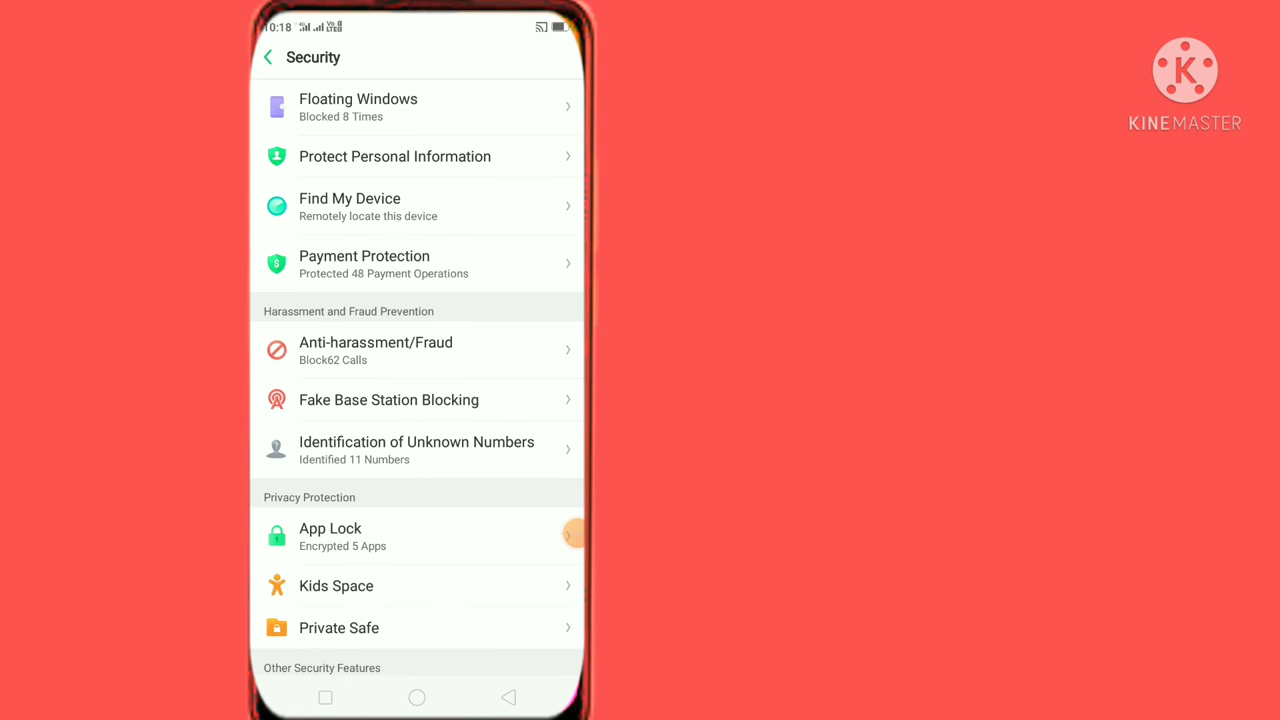 10:18
4G
Vo
LTE
Security
Floating Windows
Blocked 8 Times
Protect Personal Information
Find My Device
Remotely locate this device
Payment Protection
Protected 48 Payment Operations
Harassment and Fraud Prevention
Anti-harassment/Fraud
Block62 Calls
Fake Base Station Blocking
Identification of Unknown Numbers
Identified 11 Numbers
Privacy Protection
App Lock
Encrypted 5 Apps
Kids Space
Private Safe
Other Security Features
K
KINEMASTER